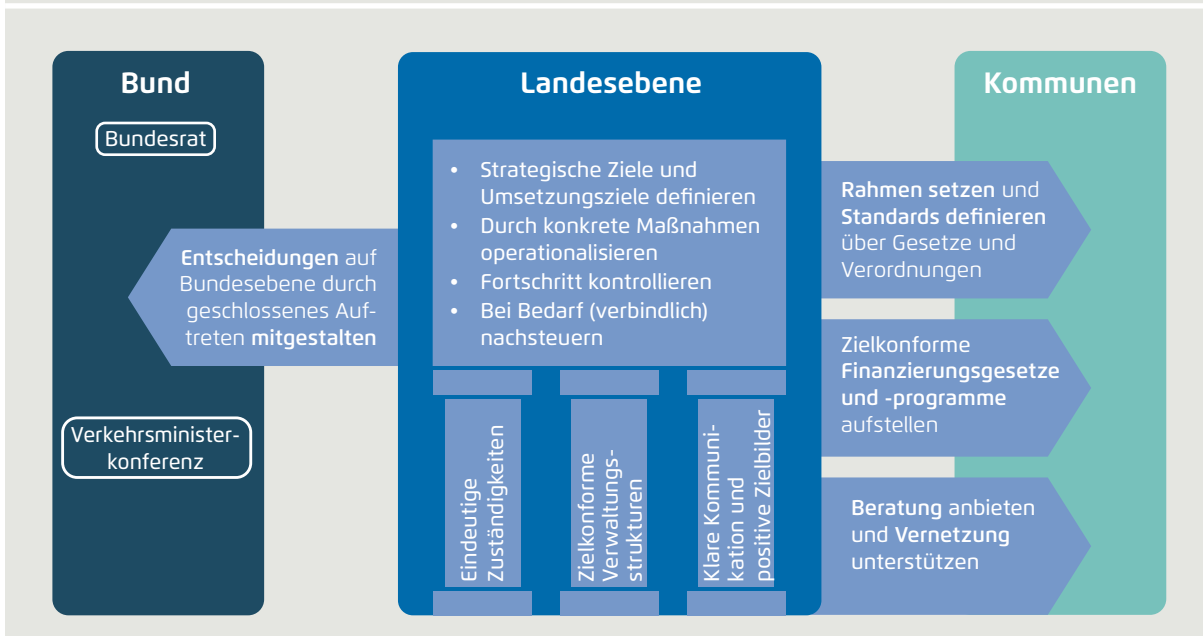 Bund
Bundesrat
Entscheidungen auf
Bundesebene durch
geschlossenes Auf-
treten mitgestalten
Verkehrsminister-
konferenz
Landesebene
• Strategische Ziele und
Umsetzungsziele definieren
• Durch konkrete Maßnahmen
operationalisieren
• Fortschritt kontrollieren
• Bei Bedarf (verbindlich)
nachsteuern
Eindeutige
Zuständigkeiten
Zielkonforme
Verwaltungs-
strukturen
Klare Kommuni-
kation und
positive Zielbilder
Kommunen
Rahmen setzen und
Standards definieren
über Gesetze und
Verordnungen
Zielkonforme
Finanzierungsgesetze
und -programme
aufstellen
Beratung anbieten
und Vernetzung
unterstützen